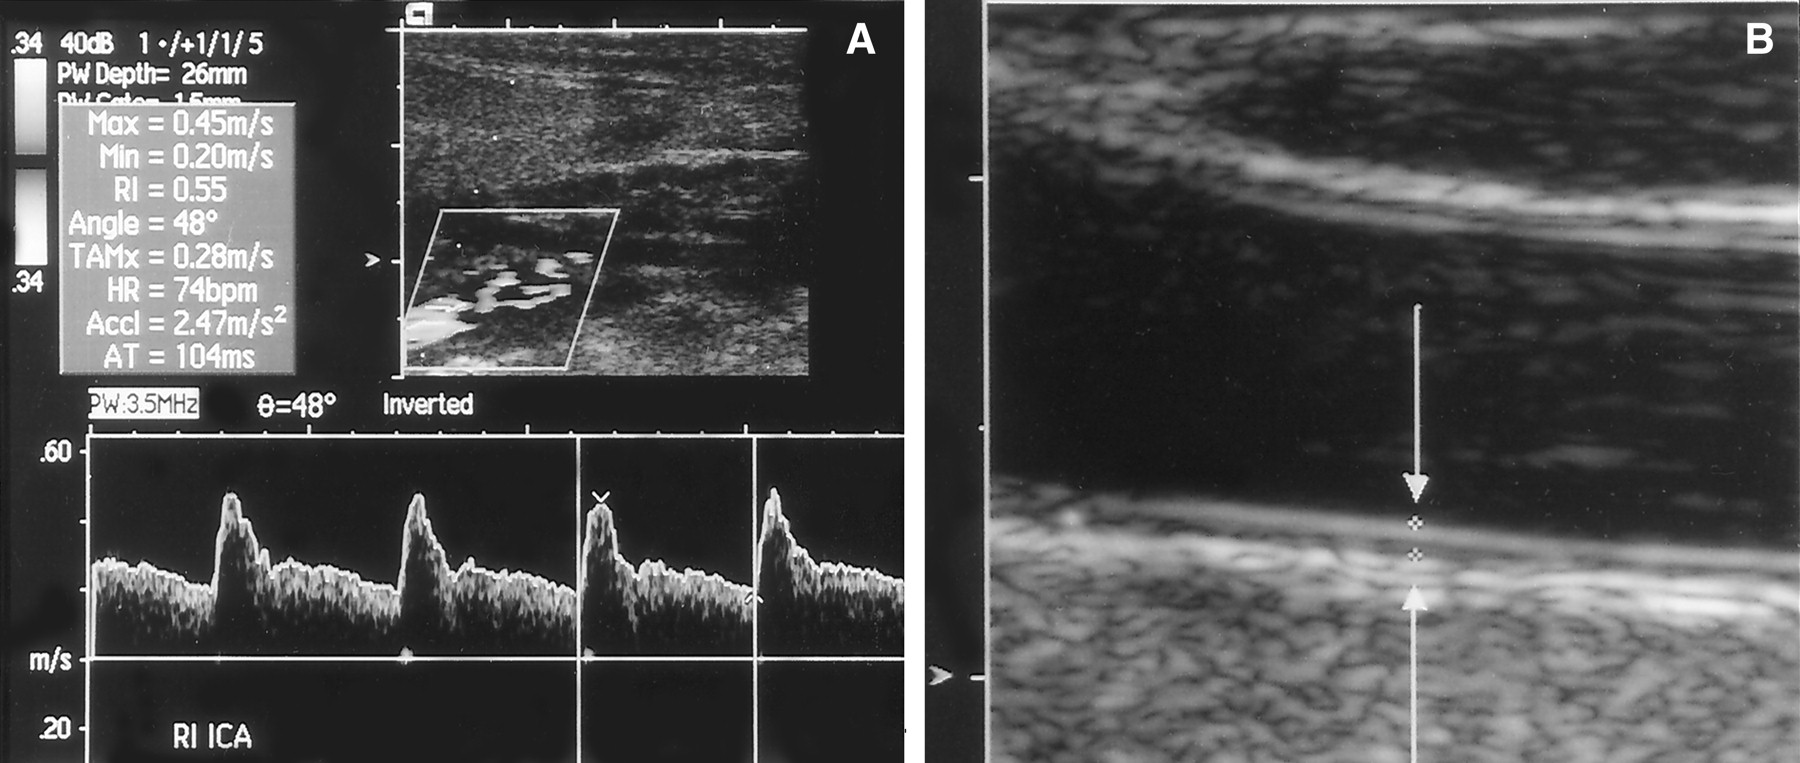 A
B
.34 40dB 1 •/+1/1/ 5
PW Depth= 26mm
Max = 0.45m/s
Min = 0.20m/s
RI = 0.55
Angle = 48°
TAMx = 0.28m/s
HR = 74bpm
Accl = 2.47m/s²
AT = 104ms
.34
PW:3.5MHz θ=48° Inverted
.60
m/s
.20
RI ICA